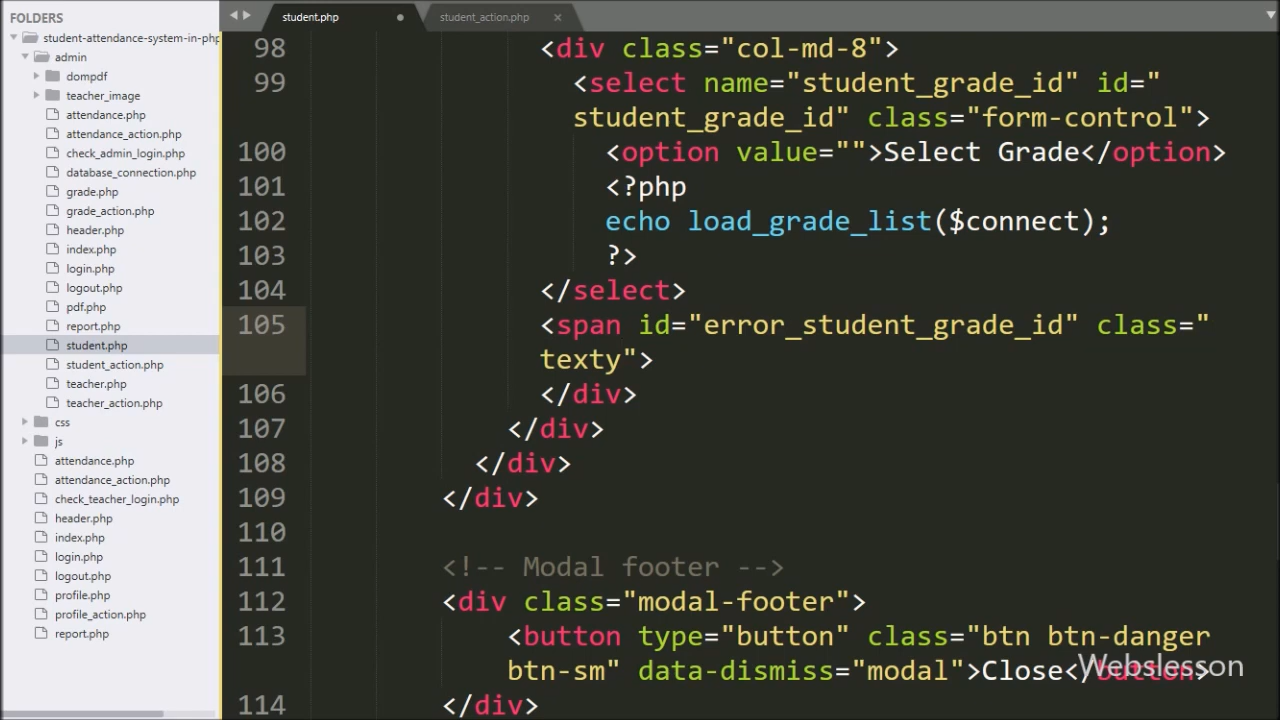 FOLDERS
student-attendance-system-in-php
admin
dompdf
teacher_image
attendance.php
attendance_action.php
check_admin_login.php
database_connection.php
grade.php
grade_action.php
header.php
index.php
login.php
logout.php
pdf.php
report.php
student.php
student_action.php
teacher.php
teacher_action.php
css
js
attendance.php
attendance_action.php
check_teacher_login.php
header.php
index.php
login.php
logout.php
profile.php
profile_action.php
report.php
student.php
student_action.php
98 <div class="col-md-8">
99 <select name="student_grade_id" id="
student_grade_id" class="form-control">
100 <option value="">Select Grade</option>
101 <?php
102 echo load_grade_list($connect);
103 ?>
104 </select>
105 <span id="error_student_grade_id" class="
texty">
106 </div>
107 </div>
108 </div>
109 </div>
110
111 <!-- Modal footer -->
112 <div class="modal-footer">
113 <button type="button" class="btn btn-danger
btn-sm" data-dismiss="modal">Close</button>
114 </div>
Webslesson